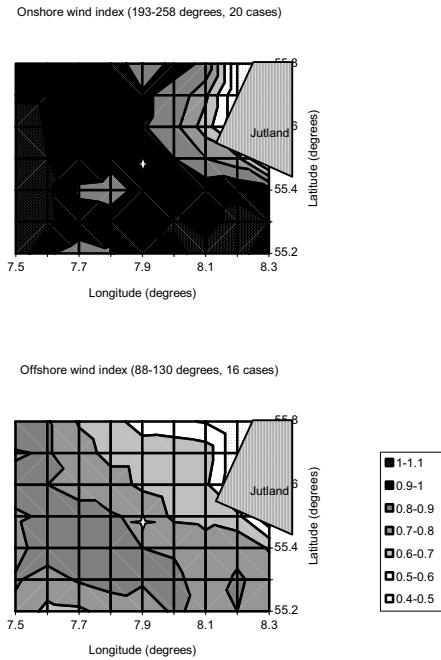 Onshore wind index (193-258 degrees, 20 cases)
55.8
55.6
55.4
55.2
Jutland
Latitude (degrees)
7.5 7.7 7.9 8.1 8.3
Longitude (degrees)
Offshore wind index (88-130 degrees, 16 cases)
55.8
55.6
55.4
55.2
Jutland
Latitude (degrees)
7.5 7.7 7.9 8.1 8.3
Longitude (degrees)
1-1.1
0.9-1
0.8-0.9
0.7-0.8
0.6-0.7
0.5-0.6
0.4-0.5